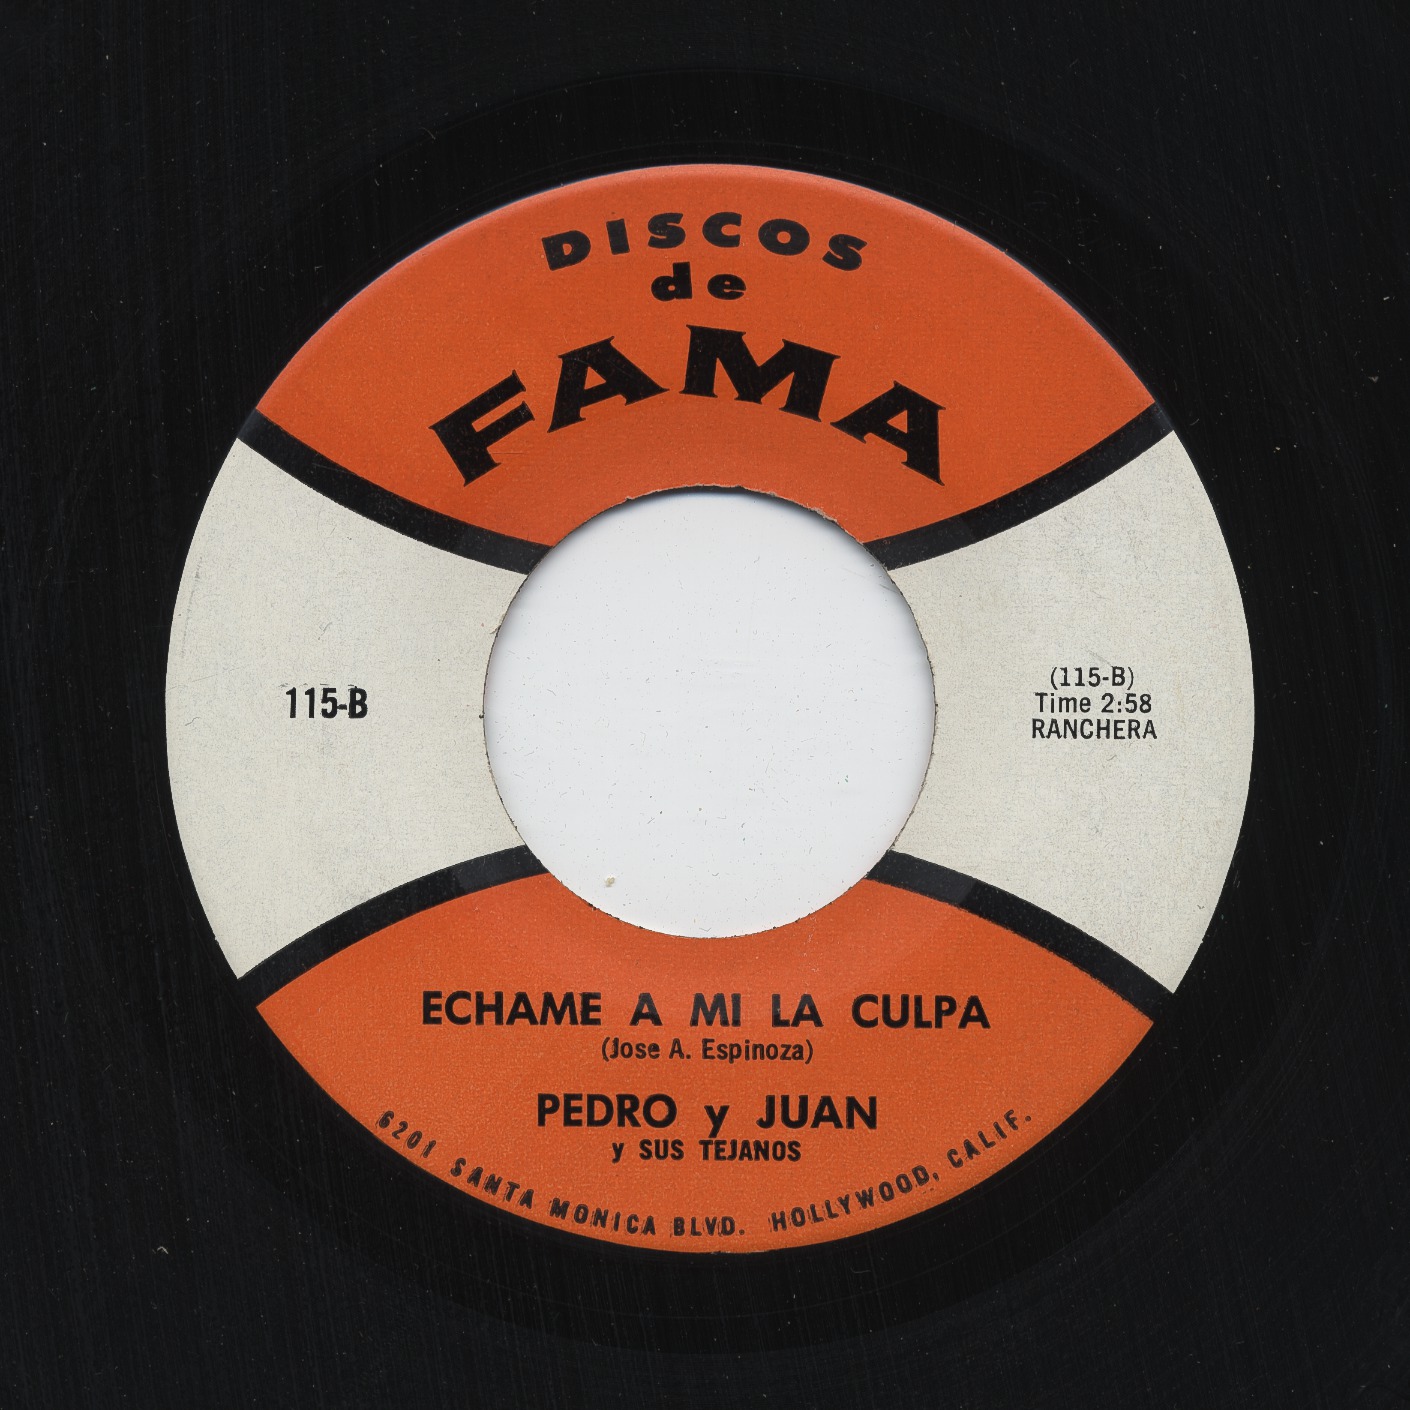 DISCOS
de
FAMA
115-B
(115-B)
Time 2:58
RANCHERA
ECHAME A MI LA CULPA
(Jose A. Espinoza)
PEDRO y JUAN
y SUS TEJANOS
6201 SANTA MONICA BLVD. HOLLYWOOD, CALIF.